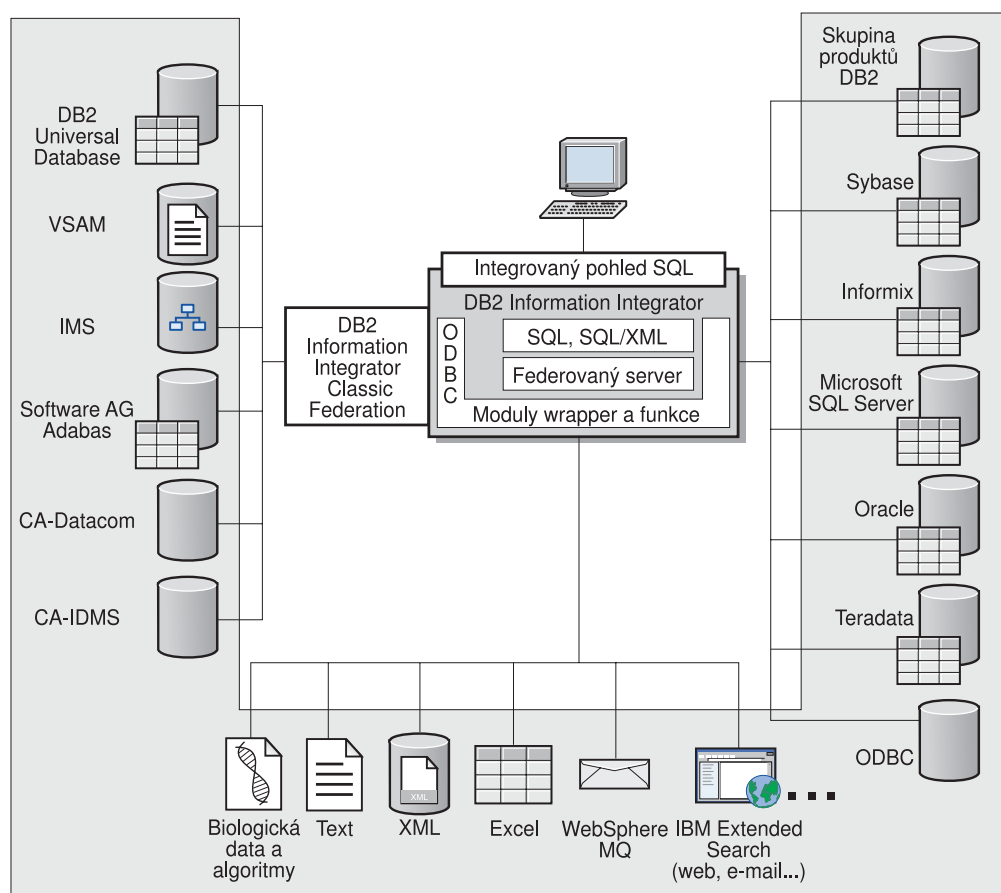 DB2
Universal
Database
VSAM
IMS
Software AG
Adabas
CA-Datacom
CA-IDMS
DB2
Information
Integrator
Classic
Federation
Integrovaný pohled SQL
DB2 Information Integrator
O
D
B
C
SQL, SQL/XML
Federovaný server
Moduly wrapper a funkce
Skupina
produktů
DB2
Sybase
Informix
Microsoft
SQL Server
Oracle
Teradata
ODBC
Biologická
data a
algoritmy
Text
XML
XML
Excel
WebSphere
MQ
IBM Extended
Search
(web, e-mail...)